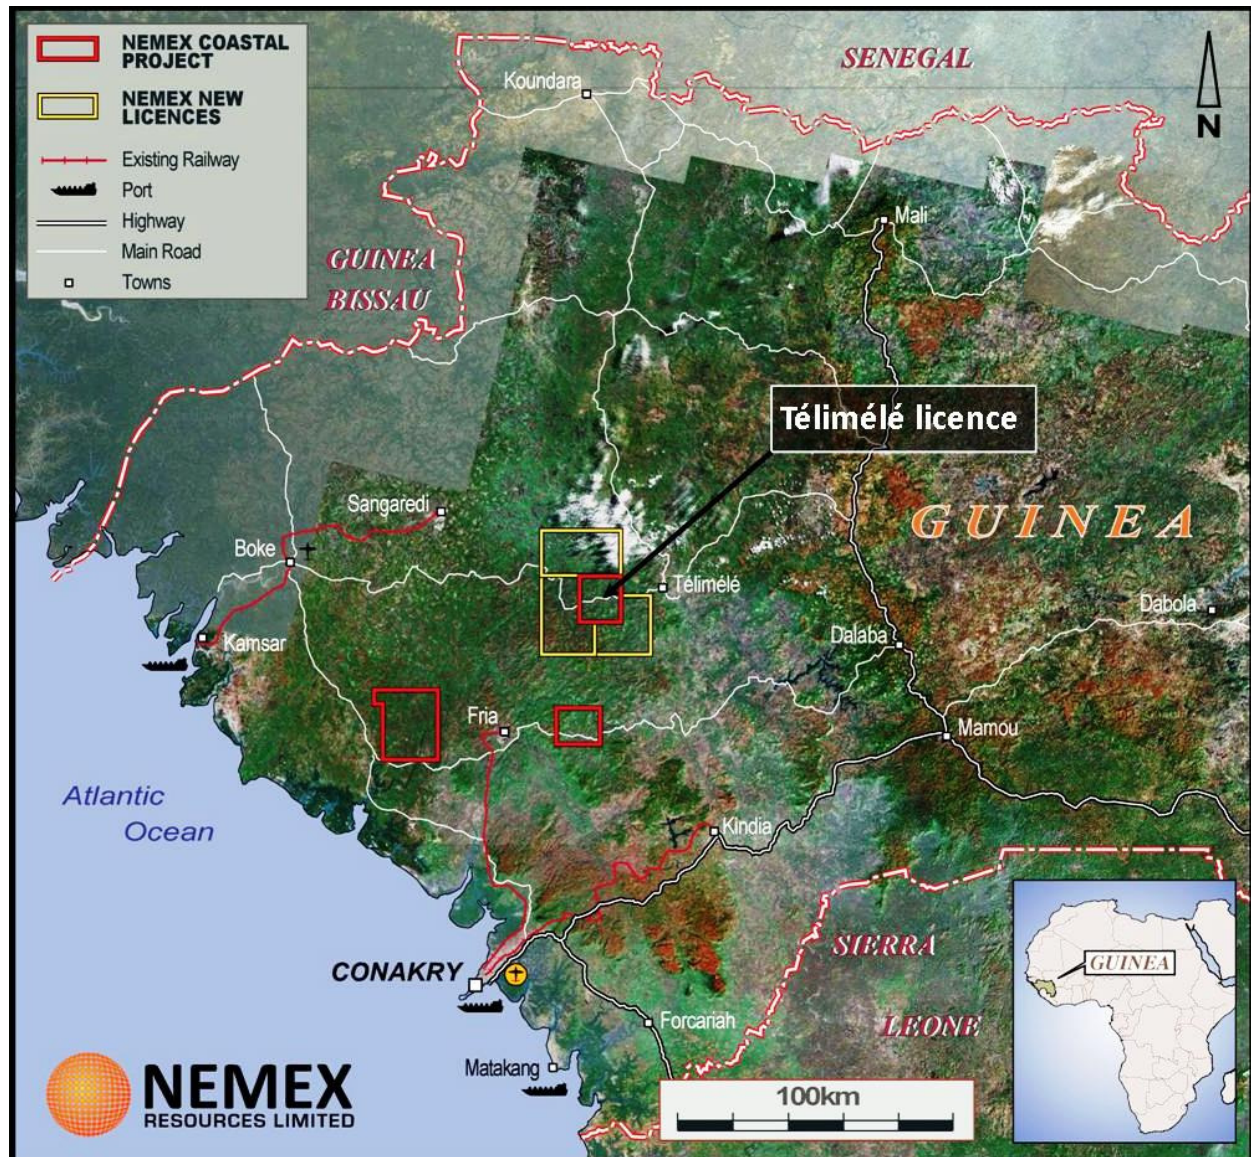 NEMEX COASTAL
PROJECT
NEMEX NEW
LICENCES
Existing Railway
Port
Highway
Main Road
Towns
SENEGAL
N
Koundara
Mali
GUINEA
BISSAU
Télimélé licence
GUINEA
Sangaredi
Boke
Télimélé
Dabola
Kamsar
Dalaba
Fria
Mamou
Atlantic
Ocean
Kindia
SIERRA
LEONE
CONAKRY
GUINEA
Forcariah
Matakang
100km
NEMEX
RESOURCES LIMITED